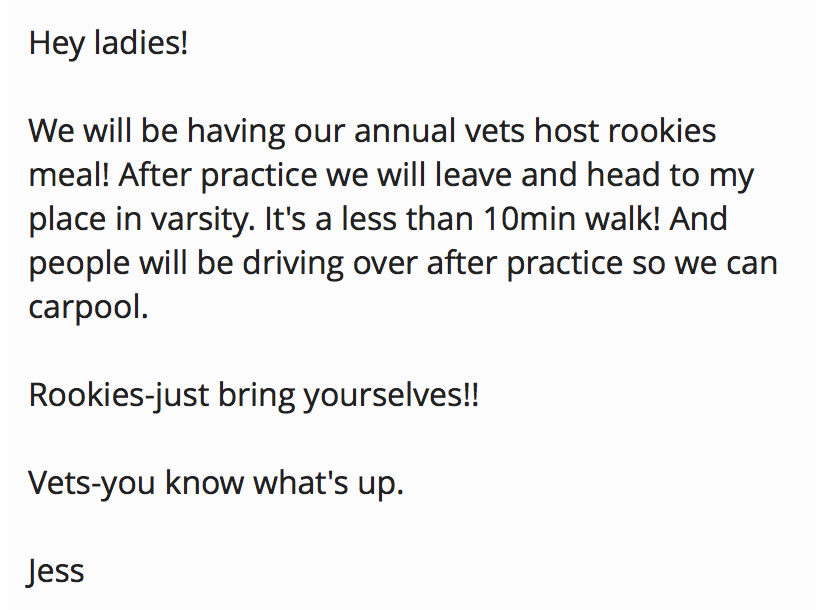 Hey ladies!
We will be having our annual vets host rookies
meal! After practice we will leave and head to my
place in varsity. It's a less than 10min walk! And
people will be driving over after practice so we can
carpool.
Rookies-just bring yourselves!!
Vets-you know what's up.
Jess